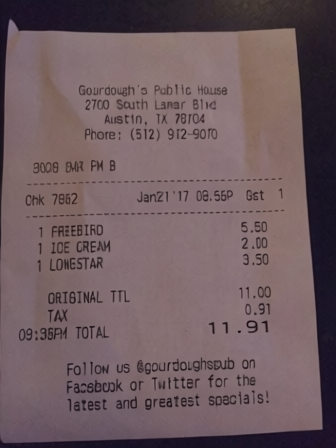 Gourdough's Public House
2700 South Lamar Blvd
Austin, TX 78704
Phone: (512) 912-9070
3008 BAR PM B
Chk 7862 Jan21'17 08:56P Gst 1
1 FREEBIRD 5.50
1 ICE CREAM 2.00
1 LONESTAR 3.50
ORIGINAL TTL 11.00
TAX 0.91
09:36PM TOTAL 11.91
Follow us @gourdoughspub on
Facebook or Twitter for the
latest and greatest specials!